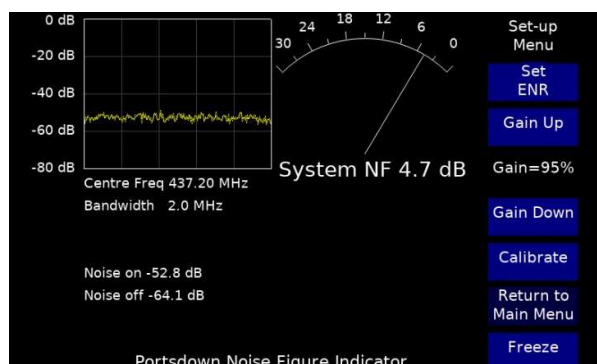 0 dB
-20 dB
-40 dB
-60 dB
-80 dB
30 24 18 12 6 0
System NF 4.7 dB
Centre Freq 437.20 MHz
Bandwidth 2.0 MHz
Noise on -52.8 dB
Noise off -64.1 dB
Portsdown Noise Figure Indicator
Set-up
Menu
Set
ENR
Gain Up
Gain=95%
Gain Down
Calibrate
Return to
Main Menu
Freeze